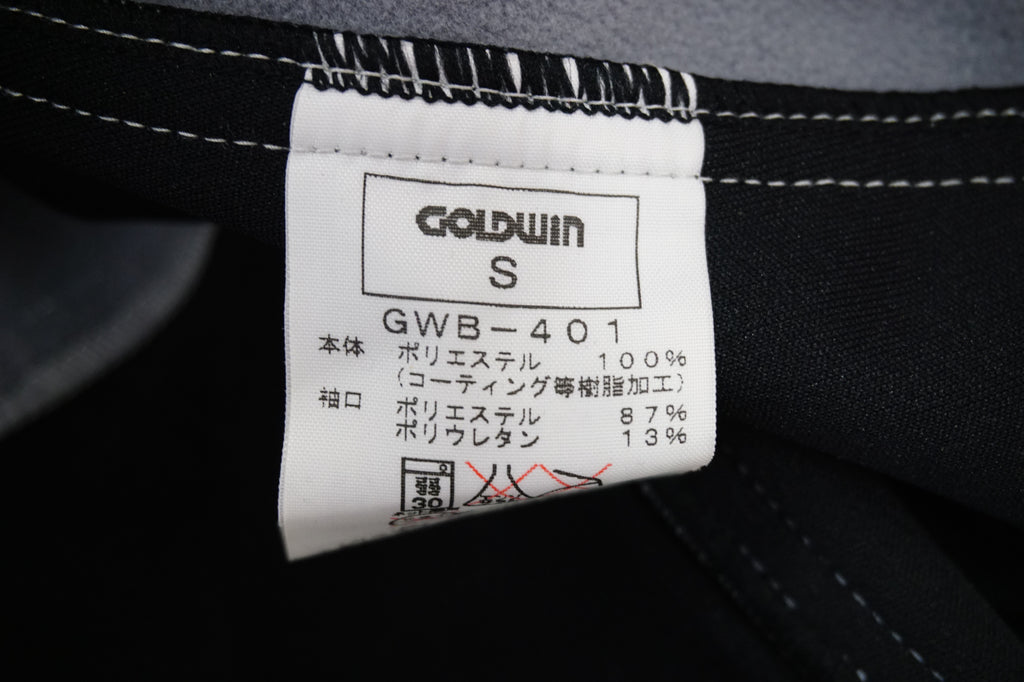 GOLDWIN
S
GWB-401
本体 ポリエステル 100%
(コーティング等樹脂加工)
袖口 ポリエステル 87%
ポリウレタン 13%
30